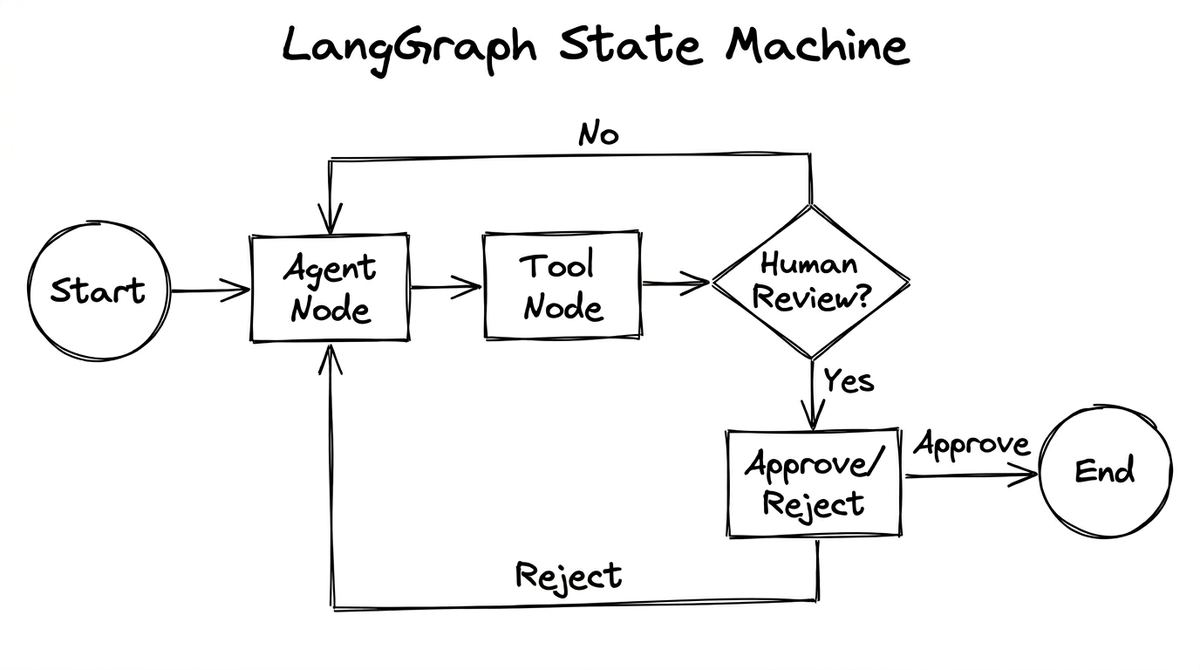 LangGraph State Machine
No
Start
Agent
Node
Tool
Node
Human
Review?
Yes
Approve/
Reject
Approve
End
Reject